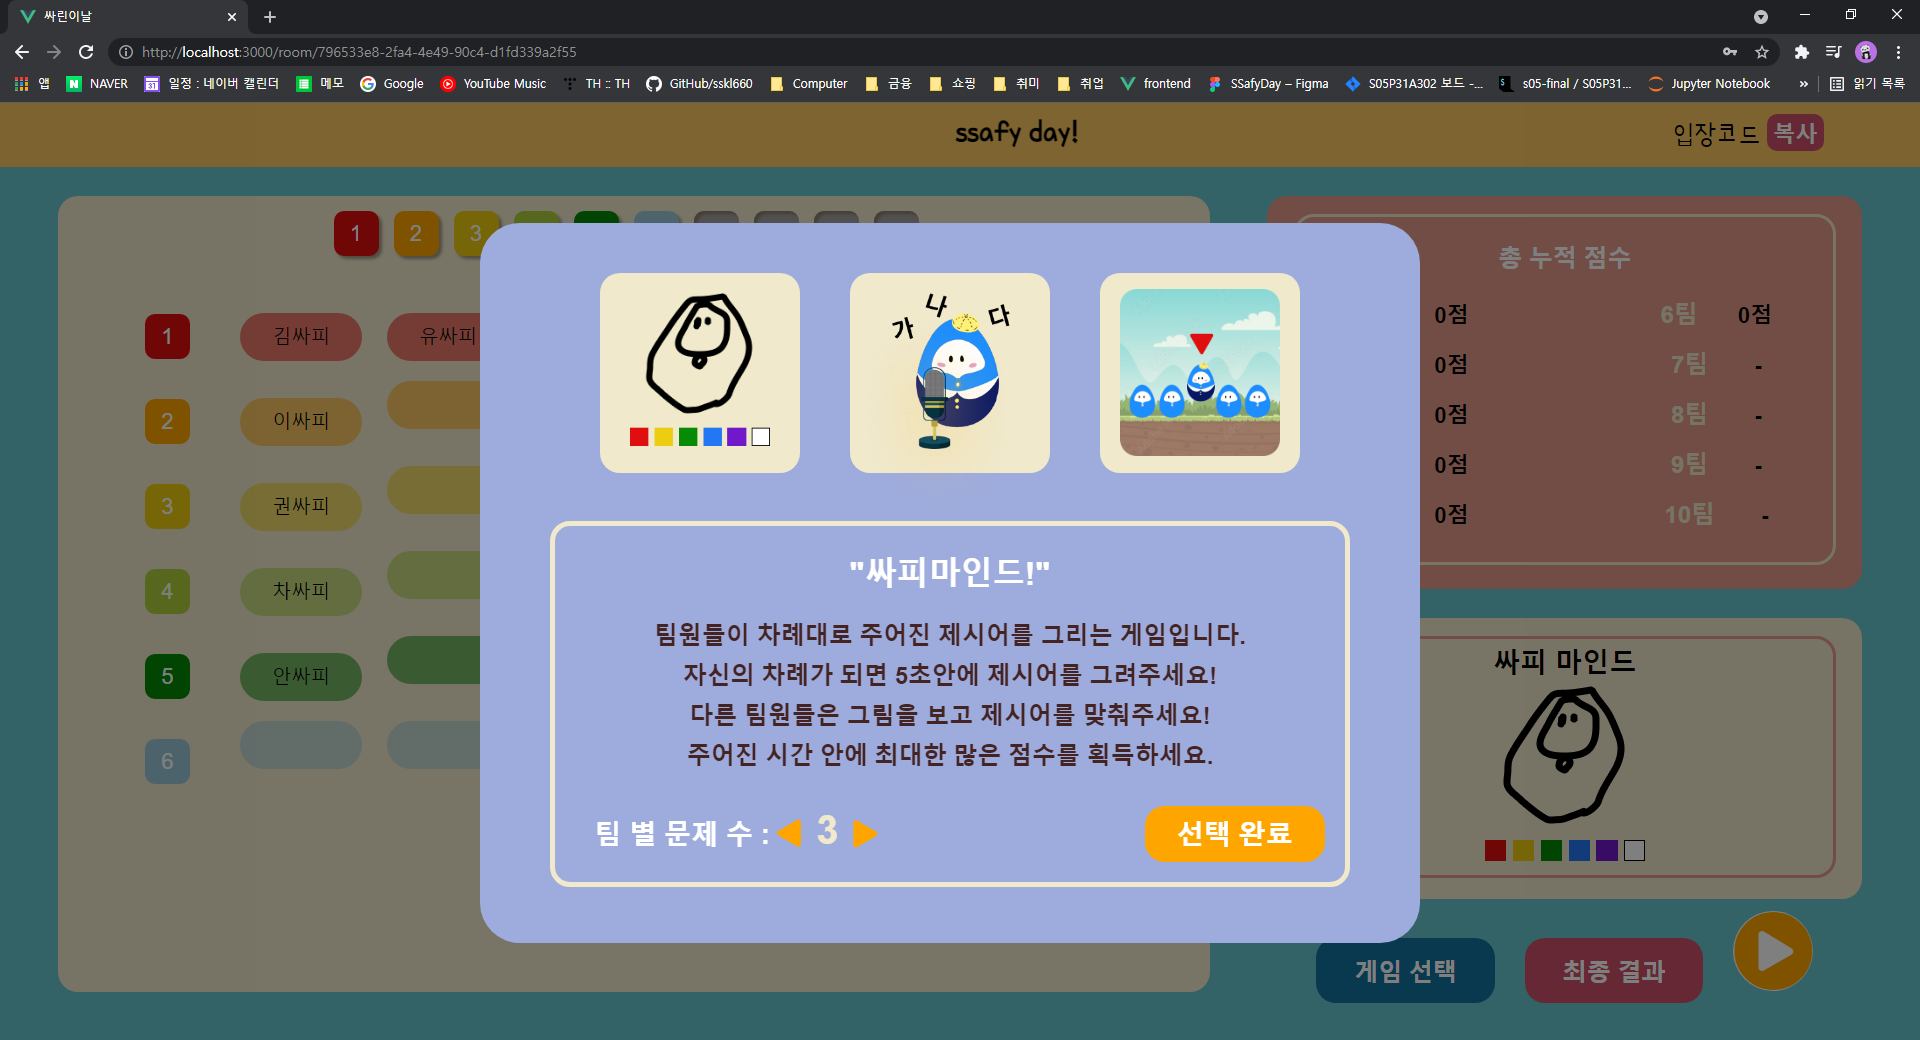 싸린이날
http://localhost:3000/room/796533e8-2fa4-4e49-90c4-d1fd339a2f55
앱 NAVER 일정 : 네이버 캘린더 메모 Google YouTube Music TH :: TH GitHub/sskl660 Computer 금융 쇼핑 취미 취업 frontend SSafyDay – Figma S05P31A302 보드 -... s05-final / S05P31... Jupyter Notebook » 읽기 목록
31
ssafy day!
입장코드 복사
1 2 3
총 누적 점수
0점 6팀 0점
0점 7팀 -
0점 8팀 -
0점 9팀 -
0점 10팀 -
1 김싸피 유싸피
2 이싸피
3 권싸피
4 차싸피
5 안싸피
6
가 나 다
"싸피마인드!"
팀원들이 차례대로 주어진 제시어를 그리는 게임입니다.
자신의 차례가 되면 5초안에 제시어를 그려주세요!
다른 팀원들은 그림을 보고 제시어를 맞춰주세요!
주어진 시간 안에 최대한 많은 점수를 획득하세요.
팀 별 문제 수 : 3
선택 완료
싸피 마인드
게임 선택 최종 결과